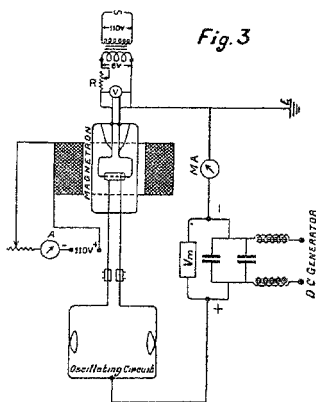 Fig. 3
S
110V
6V
R
V
MAGNETRON
MA
A
-
110V
+
-
Vm
+
D C GENERATOR
Oscillating Circuit